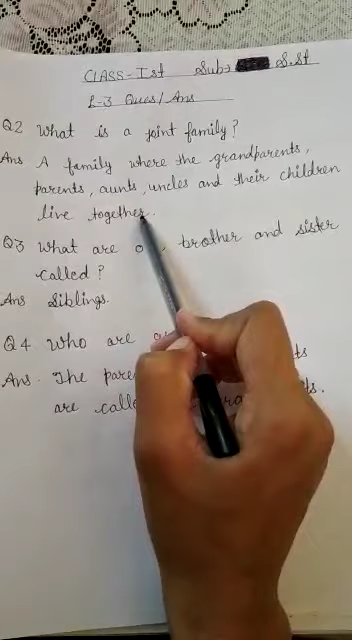 CLASS-Ist Sub:- S.St
L-3 Ques/Ans
Q2 What is a joint family?
Ans A family where the grandparents,
parents, aunts, uncles and their children
live together.
Q3 What are brother and sister
called?
Ans Siblings.
Q4 Who are
Ans. The
are